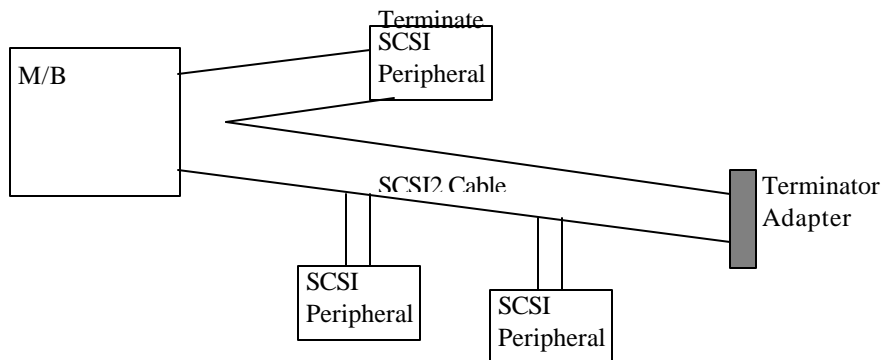 Terminate
SCSI
Peripheral
M/B
SCSI2 Cable
Terminator
Adapter
SCSI
Peripheral
SCSI
Peripheral